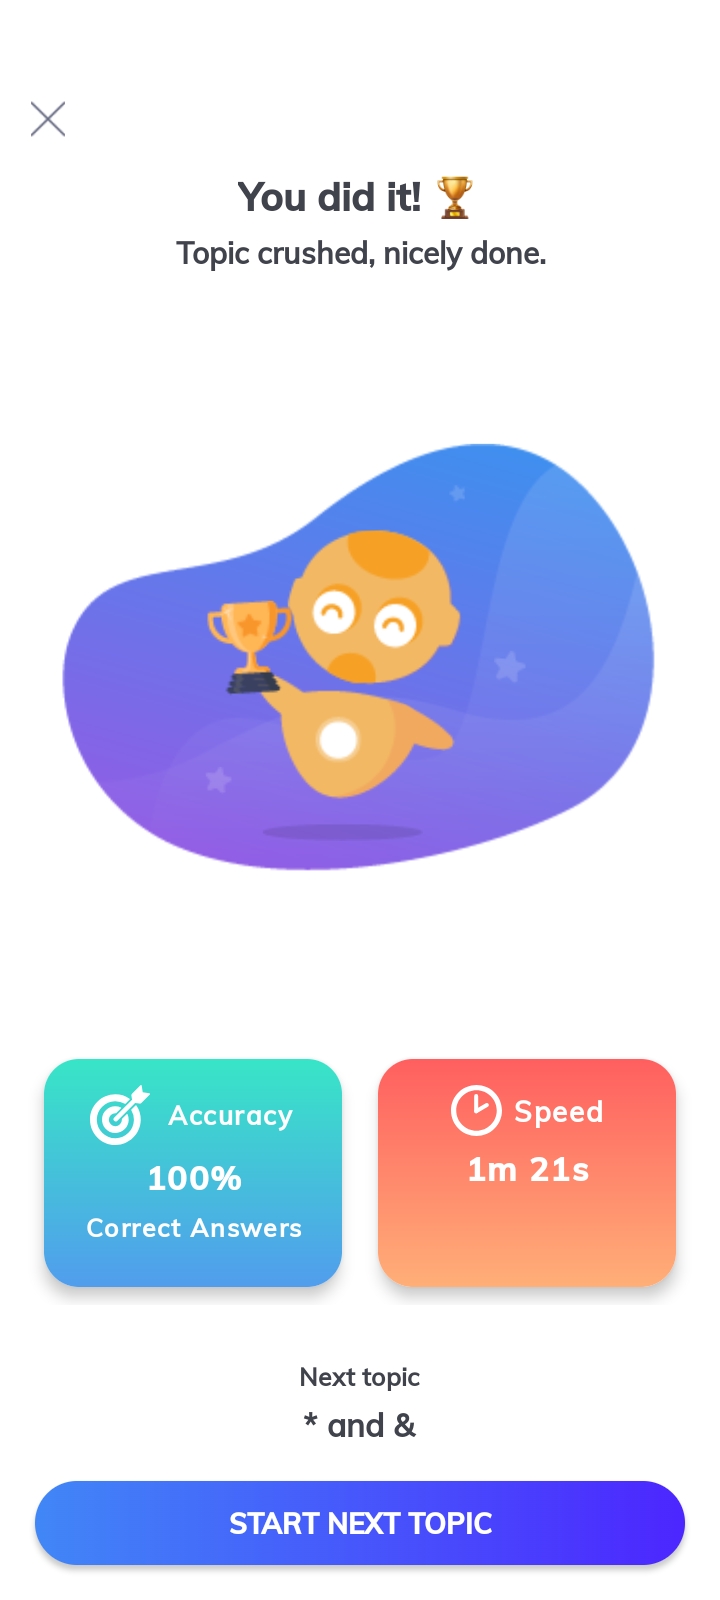 You did it! 🏆
Topic crushed, nicely done.
Accuracy
100%
Correct Answers
Speed
1m 21s
Next topic
* and &
START NEXT TOPIC